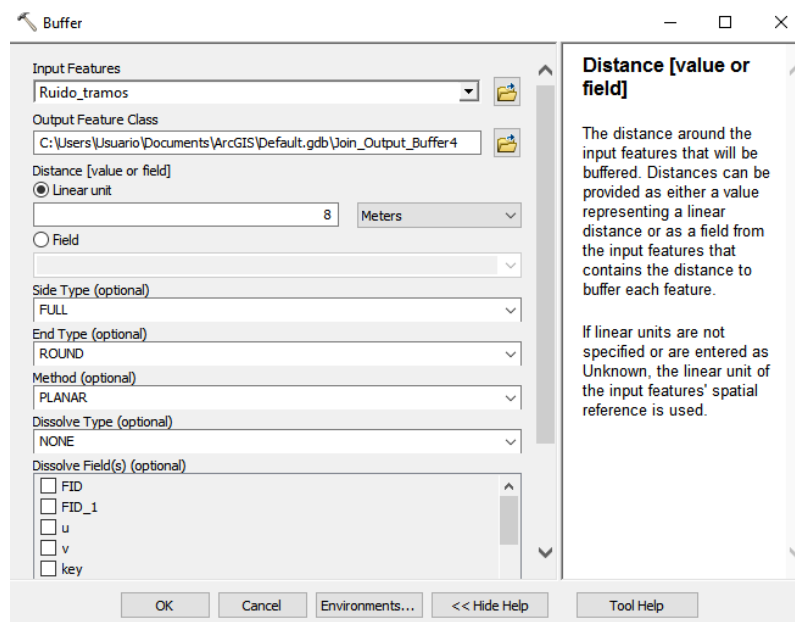 Buffer
Input Features
Ruido_tramos
Output Feature Class
C:\Users\Usuario\Documents\ArcGIS\Default.gdb\Join_Output_Buffer4
Distance [value or field]
Linear unit
8 Meters
Field
Side Type (optional)
FULL
End Type (optional)
ROUND
Method (optional)
PLANAR
Dissolve Type (optional)
NONE
Dissolve Field(s) (optional)
FID
FID_1
u
v
key
OK Cancel Environments... << Hide Help Tool Help
Distance [value or
field]
The distance around the
input features that will be
buffered. Distances can be
provided as either a value
representing a linear
distance or as a field from
the input features that
contains the distance to
buffer each feature.
If linear units are not
specified or are entered as
Unknown, the linear unit of
the input features' spatial
reference is used.